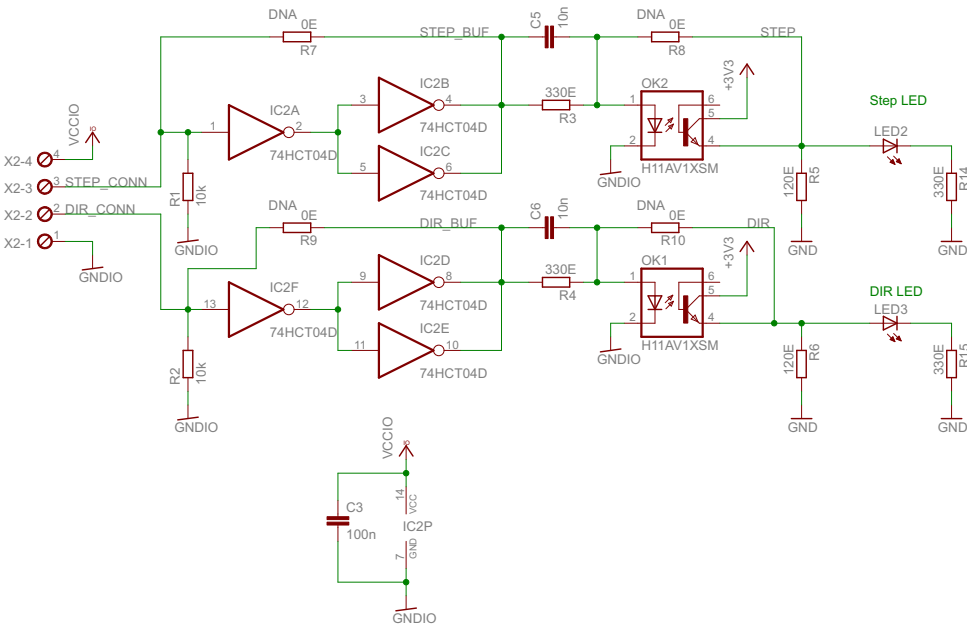 DNA
0E
R7
STEP_BUF
C5
10n
DNA
0E
R8
STEP
+3V3
VCCIO
5
X2-4
4
X2-3
3
STEP_CONN
X2-2
2
DIR_CONN
X2-1
1
GNDIO
R1
10k
GNDIO
1
IC2A
2
74HCT04D
3
IC2B
4
74HCT04D
5
IC2C
6
74HCT04D
330E
R3
OK2
1
2
6
5
4
H11AV1XSM
GNDIO
Step LED
LED2
120E
R5
GND
330E
R14
GND
DNA
0E
R9
DIR_BUF
C6
10n
DNA
0E
R10
DIR
+3V3
13
IC2F
12
74HCT04D
9
IC2D
8
74HCT04D
11
IC2E
10
74HCT04D
R2
10k
GNDIO
330E
R4
OK1
1
2
6
5
4
H11AV1XSM
GNDIO
DIR LED
LED3
120E
R6
GND
330E
R15
GND
VCCIO
5
C3
100n
14
VCC
IC2P
7
GND
GNDIO